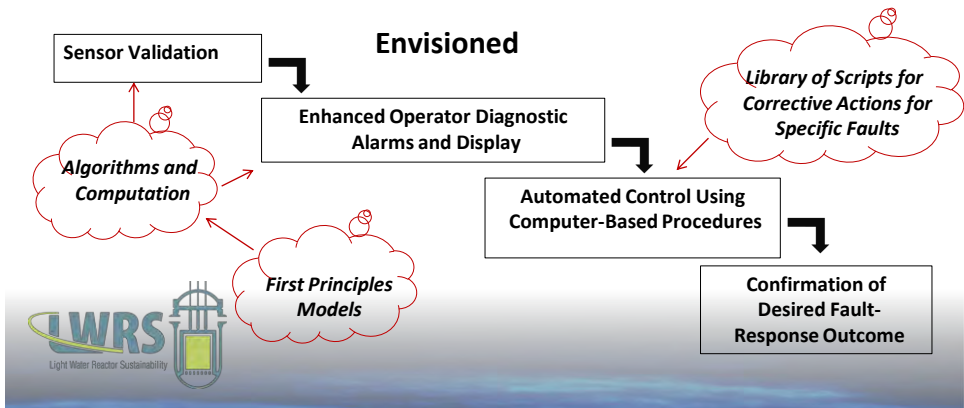 Envisioned
Sensor Validation
Enhanced Operator Diagnostic
Alarms and Display
Library of Scripts for
Corrective Actions for
Specific Faults
Algorithms and
Computation
Automated Control Using
Computer-Based Procedures
First Principles
Models
Confirmation of
Desired Fault-
Response Outcome
LWRS
Light Water Reactor Sustainability